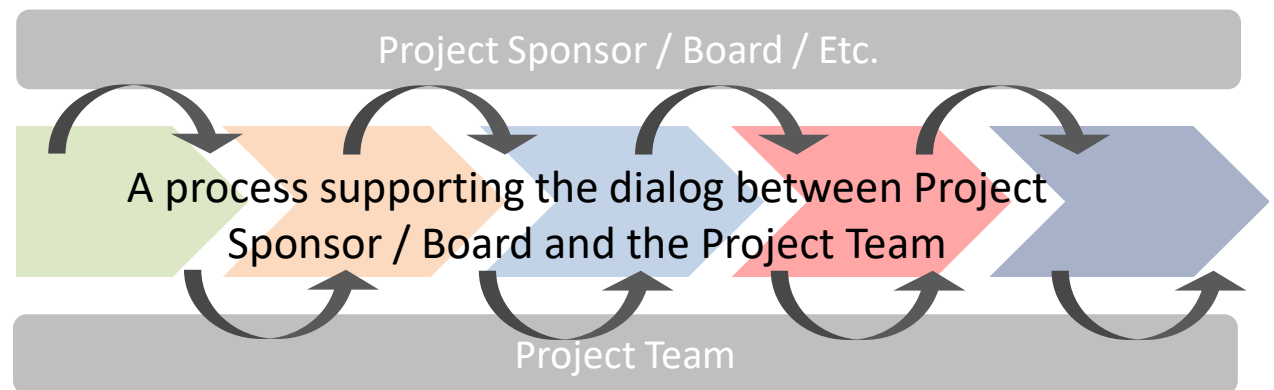 Project Sponsor / Board / Etc.
A process supporting the dialog between Project
Sponsor / Board and the Project Team
Project Team